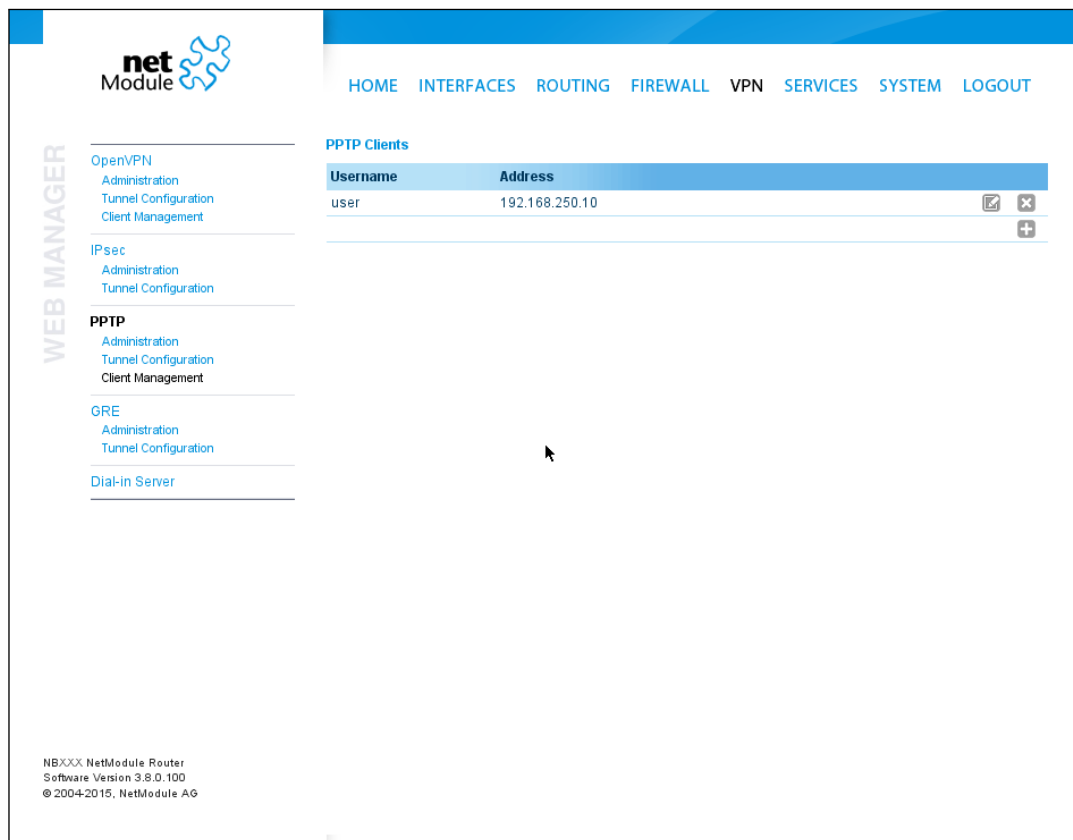 net
Module
HOME INTERFACES ROUTING FIREWALL VPN SERVICES SYSTEM LOGOUT
WEB MANAGER
OpenVPN
Administration
Tunnel Configuration
Client Management
IPsec
Administration
Tunnel Configuration
PPTP
Administration
Tunnel Configuration
Client Management
GRE
Administration
Tunnel Configuration
Dial-in Server
PPTP Clients
Username Address
user 192.168.250.10
NBXXX NetModule Router
Software Version 3.8.0.100
© 2004-2015, NetModule AG